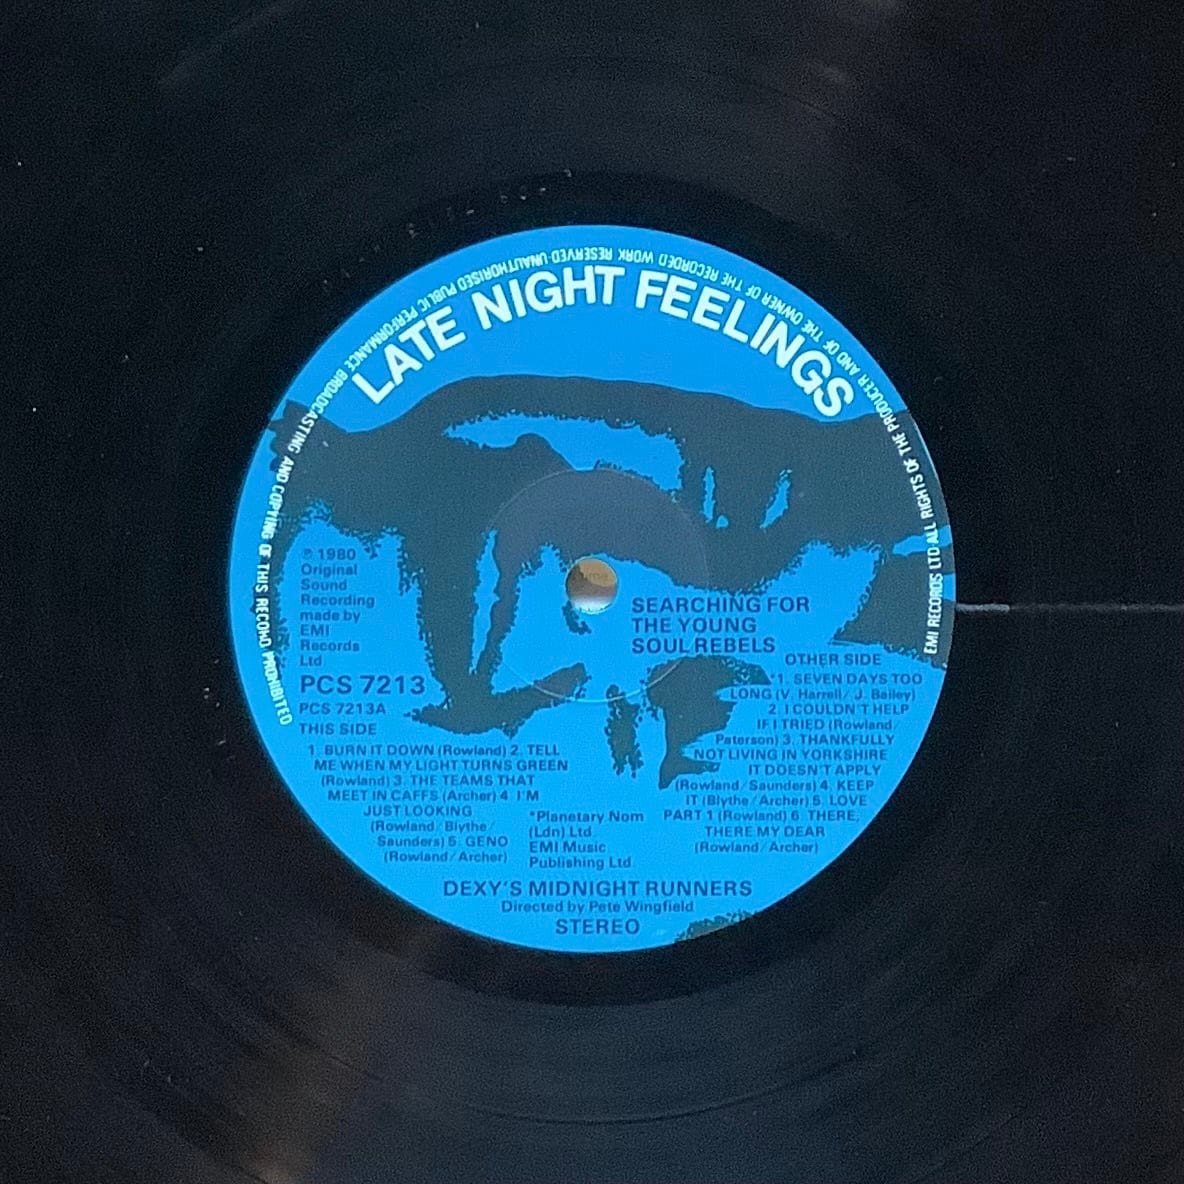 LATE NIGHT FEELINGS
EMI RECORDS LTD·ALL RIGHTS OF THE PRODUCER AND OF THE OWNER OF THE RECORDED WORK RESERVED·UNAUTHORISED PUBLIC PERFORMANCE BROADCASTING AND COPYING OF THIS RECORD PROHIBITED
℗ 1980
Original
Sound
Recording
made by
EMI
Records
Ltd
PCS 7213
PCS 7213A
SEARCHING FOR
THE YOUNG
SOUL REBELS
THIS SIDE
1. BURN IT DOWN (Rowland) 2. TELL
ME WHEN MY LIGHT TURNS GREEN
(Rowland) 3. THE TEAMS THAT
MEET IN CAFFS (Archer) 4. I'M
JUST LOOKING
(Rowland/Blythe/
Saunders) 5. GENO
(Rowland/Archer)
OTHER SIDE
*1. SEVEN DAYS TOO
LONG (V. Harrell/J. Bailey)
2. I COULDN'T HELP
IF I TRIED (Rowland/
Paterson) 3. THANKFULLY
NOT LIVING IN YORKSHIRE
IT DOESN'T APPLY
(Rowland/Saunders) 4. KEEP
IT (Blythe/Archer) 5. LOVE
PART 1 (Rowland) 6. THERE,
THERE MY DEAR
(Rowland/Archer)
*Planetary Nom
(Ldn) Ltd.
EMI Music
Publishing Ltd.
DEXY'S MIDNIGHT RUNNERS
Directed by Pete Wingfield
STEREO